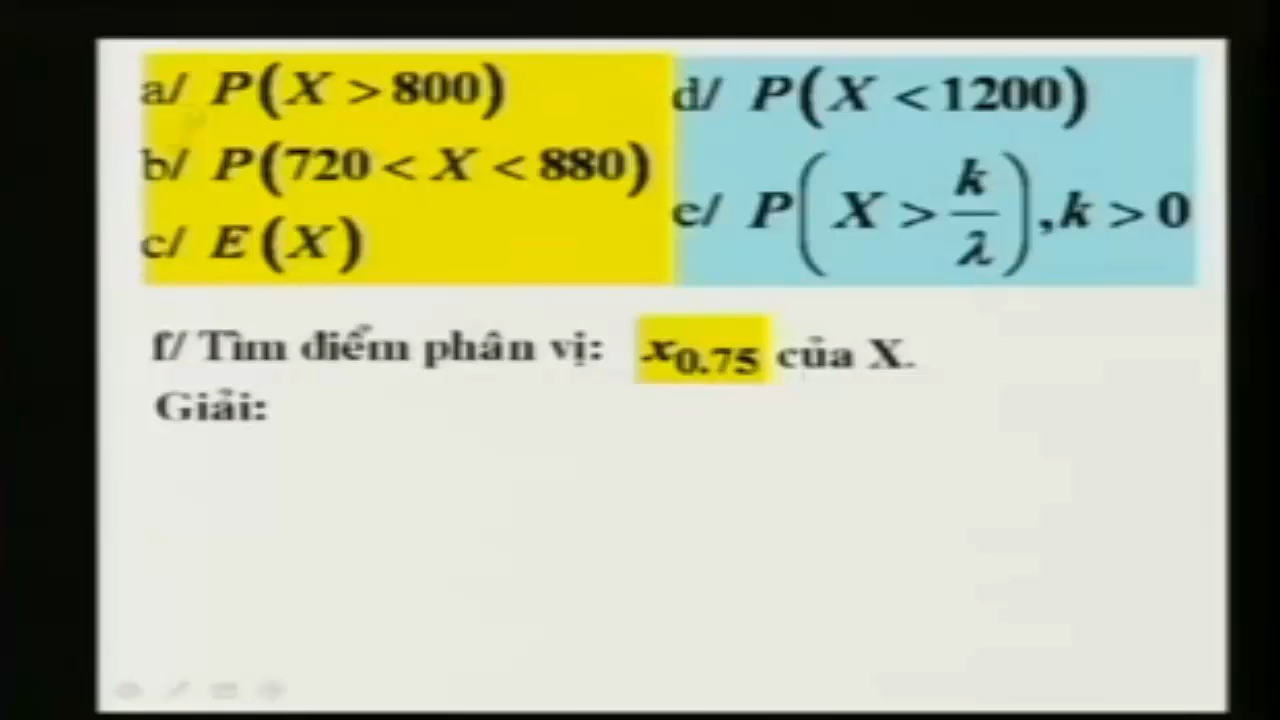 a/ P(X > 800)
b/ P(720 < X < 880)
c/ E(X)
d/ P(X < 1200)
e/ P(X > k/λ), k > 0
f/ Tìm điểm phân vị: x0.75 của X.
Giải: